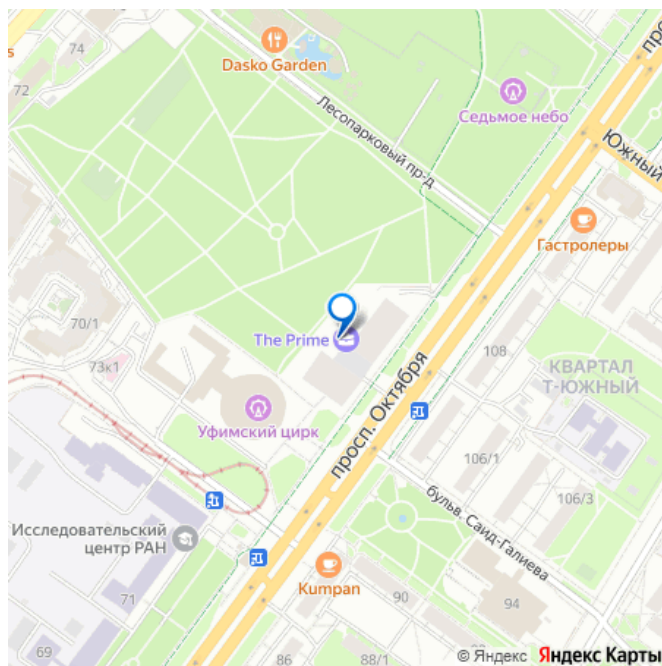 74
Dasko Garden
s
72
Седьмое небо
прос
Лесопарковый пр-д
Южный
Гастролеры
70/1
The Prime
просп. Октября
108
КВАРТАЛ
Т-ЮЖНЫЙ
73к1
Уфимский цирк
106/1
106/3
бульв. Саид-Галиева
Исследовательский
центр РАН
Kumpan
71
90
94
69
86
88/1
© Яндекс Яндекс Карты